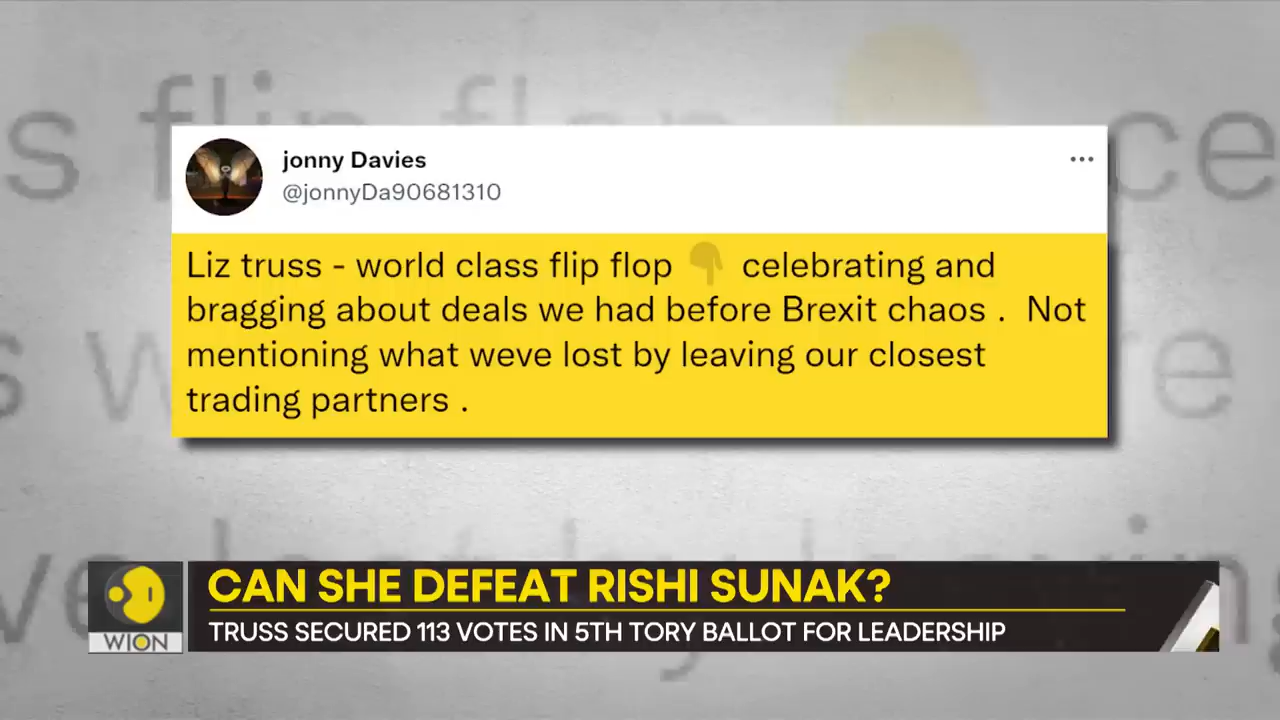 jonny Davies
@jonnyDa90681310
Liz truss - world class flip flop 👇 celebrating and
bragging about deals we had before Brexit chaos . Not
mentioning what weve lost by leaving our closest
trading partners .
CAN SHE DEFEAT RISHI SUNAK?
TRUSS SECURED 113 VOTES IN 5TH TORY BALLOT FOR LEADERSHIP
WION